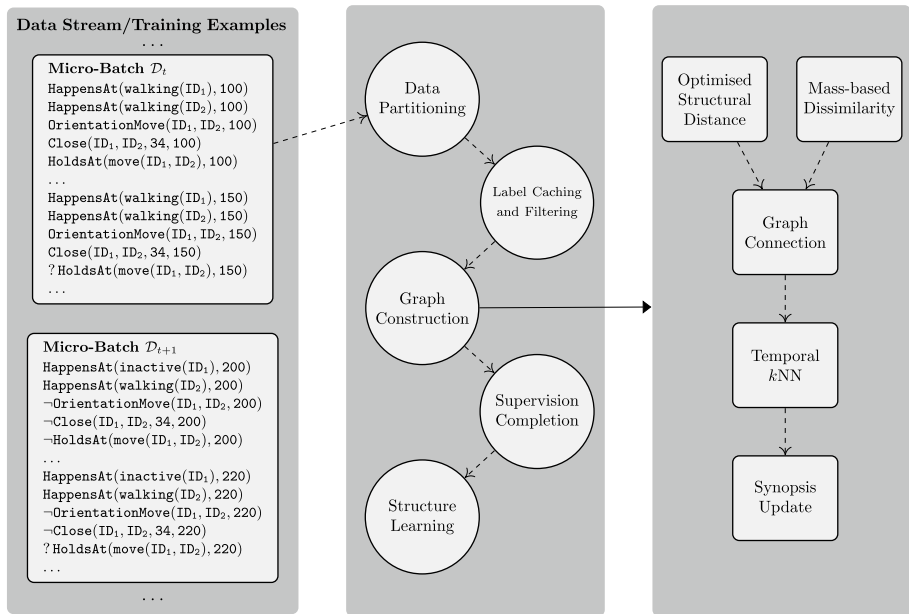 Data Stream/Training Examples
...
Micro-Batch 𝒟ₜ
HappensAt(walking(ID₁), 100)
HappensAt(walking(ID₂), 100)
OrientationMove(ID₁, ID₂, 100)
Close(ID₁, ID₂, 34, 100)
HoldsAt(move(ID₁, ID₂), 100)
...
HappensAt(walking(ID₁), 150)
HappensAt(walking(ID₂), 150)
OrientationMove(ID₁, ID₂, 150)
Close(ID₁, ID₂, 34, 150)
? HoldsAt(move(ID₁, ID₂), 150)
...
Micro-Batch 𝒟ₜ₊₁
HappensAt(inactive(ID₁), 200)
HappensAt(walking(ID₂), 200)
¬OrientationMove(ID₁, ID₂, 200)
¬Close(ID₁, ID₂, 34, 200)
¬HoldsAt(move(ID₁, ID₂), 200)
...
HappensAt(inactive(ID₁), 220)
HappensAt(walking(ID₂), 220)
¬OrientationMove(ID₁, ID₂, 220)
¬Close(ID₁, ID₂, 34, 220)
? HoldsAt(move(ID₁, ID₂), 220)
...
...
Data
Partitioning
Label Caching
and Filtering
Graph
Construction
Supervision
Completion
Structure
Learning
Optimised
Structural
Distance
Mass-based
Dissimilarity
Graph
Connection
Temporal
kNN
Synopsis
Update